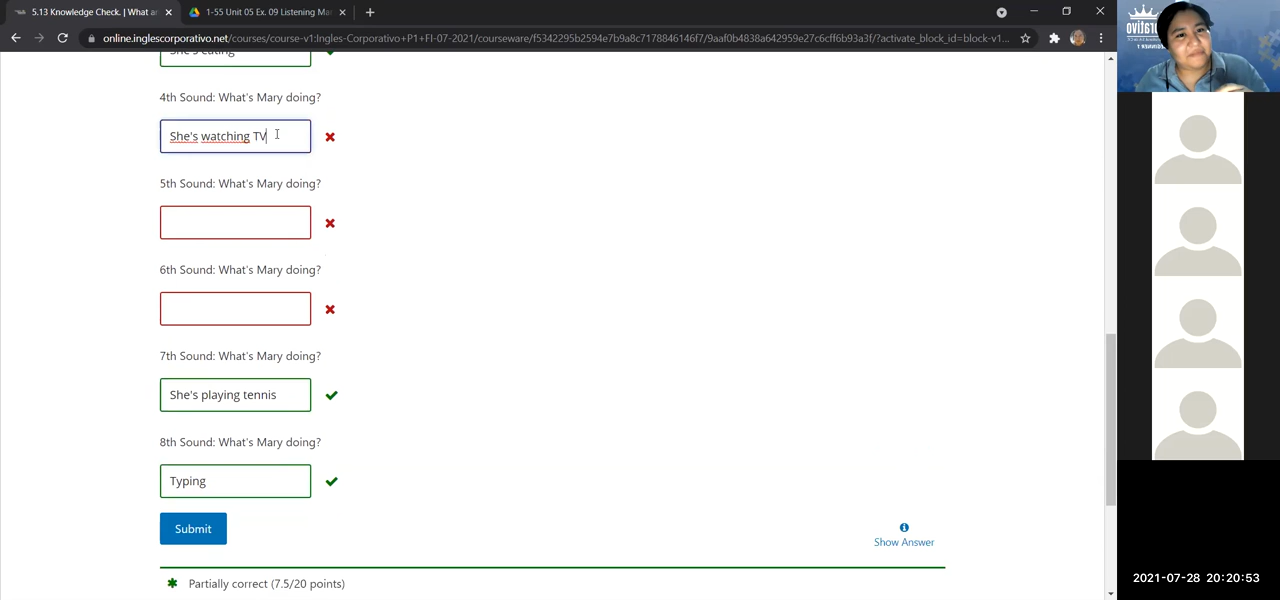 5.13 Knowledge Check. | What ar
1-55 Unit 05 Ex. 09 Listening Mar
online.inglescorporativo.net/courses/course-v1:Ingles-Corporativo+P1+FI-07-2021/courseware/f5342295b2594e7b9a8c7178846146f7/9aaf0b4838a642959e27c6cff6b93a3f/?activate_block_id=block-v1...
She's eating
4th Sound: What's Mary doing?
She's watching TV
5th Sound: What's Mary doing?
6th Sound: What's Mary doing?
7th Sound: What's Mary doing?
She's playing tennis
8th Sound: What's Mary doing?
Typing
Submit
Show Answer
Partially correct (7.5/20 points)
2021-07-28 20:20:53